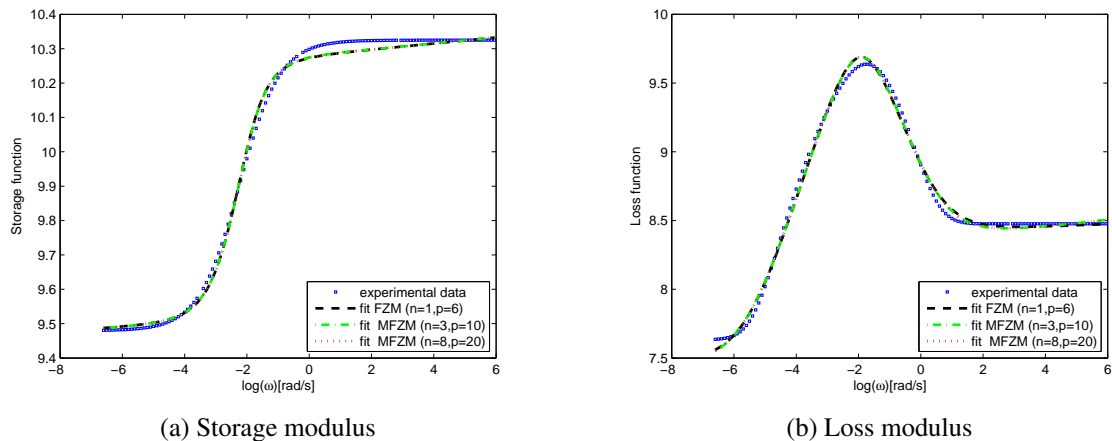 10.4
10.3
10.2
10.1
10
9.9
9.8
9.7
9.6
9.5
9.4
Storage function
−8
−6
−4
−2
0
2
4
6
log(ω)[rad/s]
experimental data
fit FZM (n=1,p=6)
fit MFZM (n=3,p=10)
fit MFZM (n=8,p=20)
(a) Storage modulus
10
9.5
9
8.5
8
7.5
Loss function
−8
−6
−4
−2
0
2
4
6
log(ω)[rad/s]
experimental data
fit FZM (n=1,p=6)
fit MFZM (n=3,p=10)
fit MFZM (n=8,p=20)
(b) Loss modulus